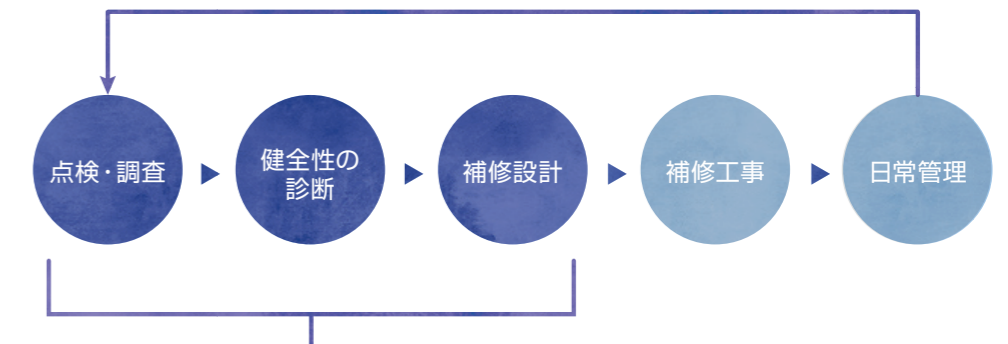 点検・調査
健全性の
診断
補修設計
補修工事
日常管理